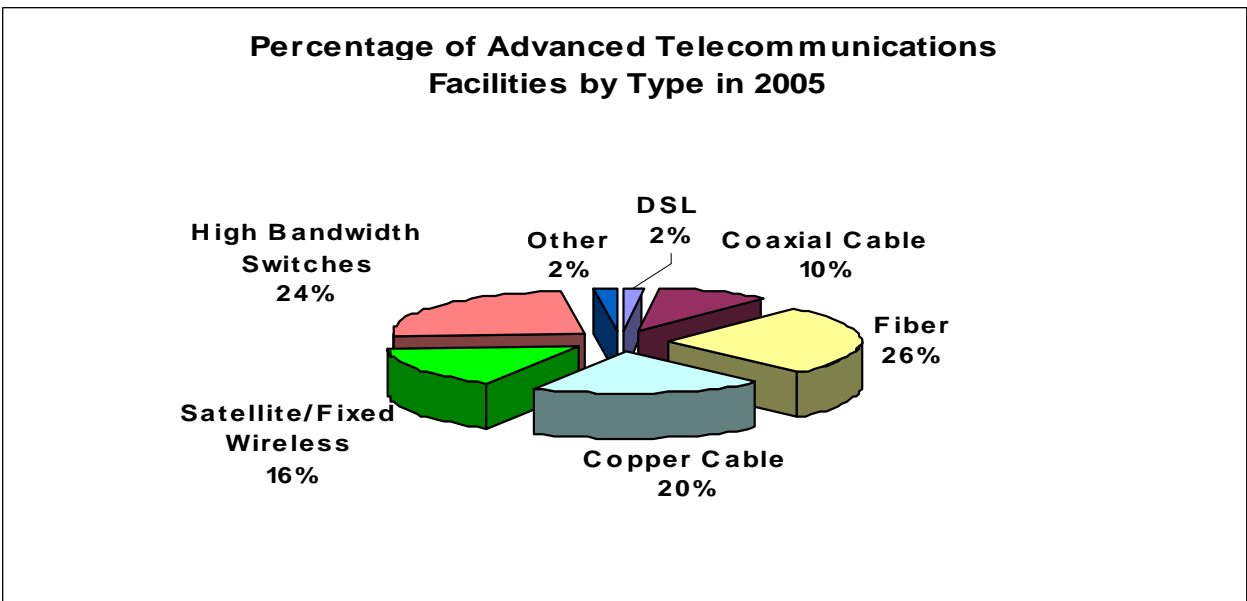 Percentage of Advanced Telecommunications
Facilities by Type in 2005
DSL
2%
Coaxial Cable
10%
Fiber
26%
Copper Cable
20%
Satellite/Fixed
Wireless
16%
High Bandwidth
Switches
24%
Other
2%